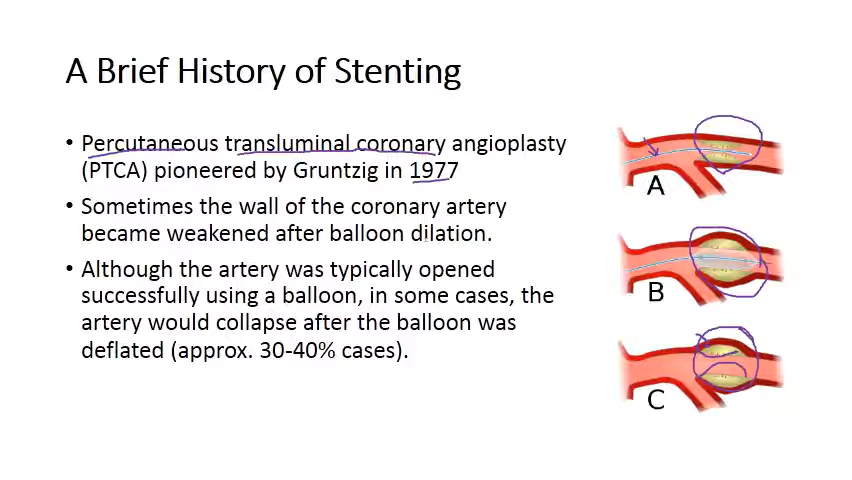 A Brief History of Stenting
• Percutaneous transluminal coronary angioplasty
(PTCA) pioneered by Gruntzig in 1977
• Sometimes the wall of the coronary artery
became weakened after balloon dilation.
• Although the artery was typically opened
successfully using a balloon, in some cases, the
artery would collapse after the balloon was
deflated (approx. 30-40% cases).
A
B
C